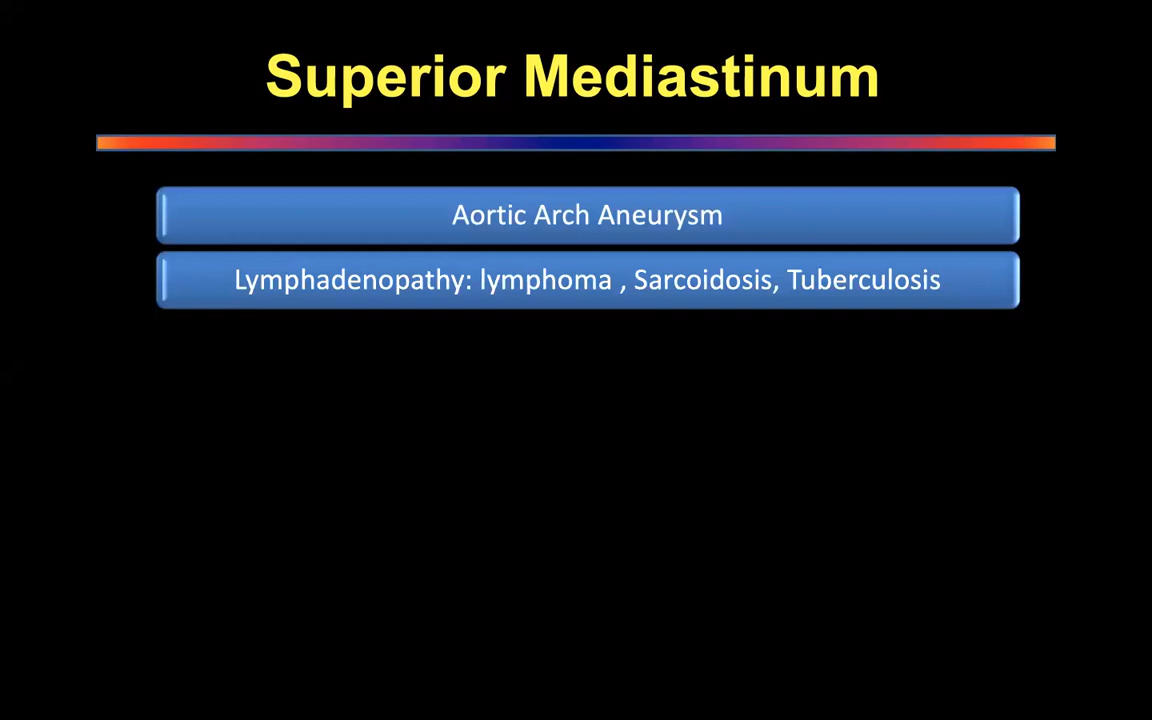 Superior Mediastinum
Aortic Arch Aneurysm
Lymphadenopathy: lymphoma , Sarcoidosis, Tuberculosis